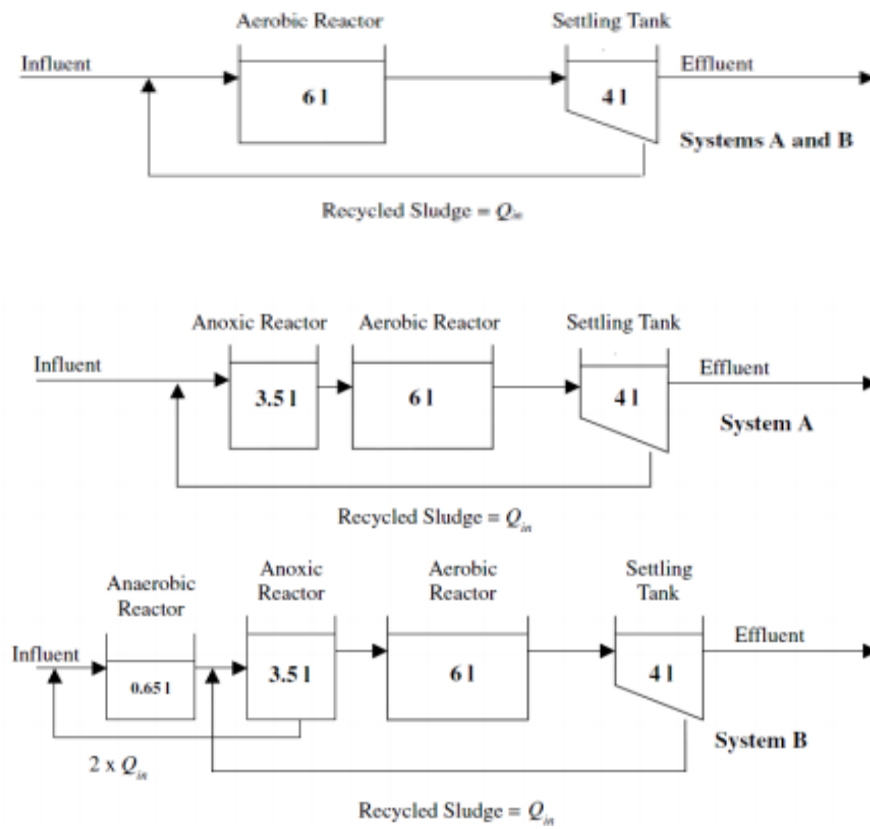 Aerobic Reactor
Settling Tank
Influent
Effluent
6 l
4 l
Systems A and B
Recycled Sludge = Qin
Anoxic Reactor
Aerobic Reactor
Settling Tank
Influent
Effluent
3.5 l
6 l
4 l
System A
Recycled Sludge = Qin
Anaerobic
Reactor
Anoxic
Reactor
Aerobic
Reactor
Settling
Tank
Influent
Effluent
0.65 l
3.5 l
6 l
4 l
System B
2 x Qin
Recycled Sludge = Qin